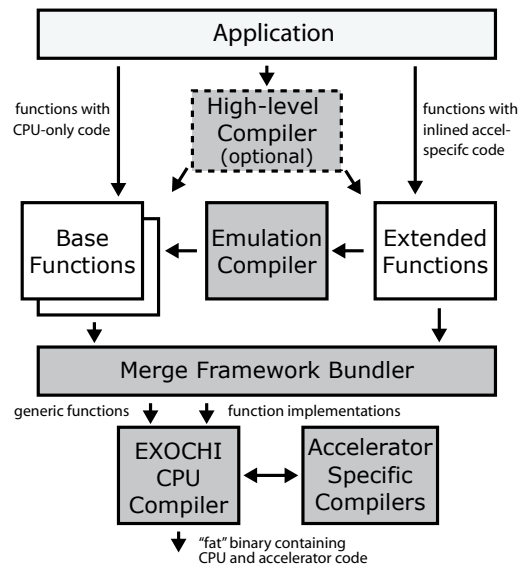 Application
functions with
CPU-only code
High-level
Compiler
(optional)
functions with
inlined accel-
specifc code
Base
Functions
Emulation
Compiler
Extended
Functions
Merge Framework Bundler
generic functions
function implementations
EXOCHI
CPU
Compiler
Accelerator
Specific
Compilers
“fat” binary containing
CPU and accelerator code